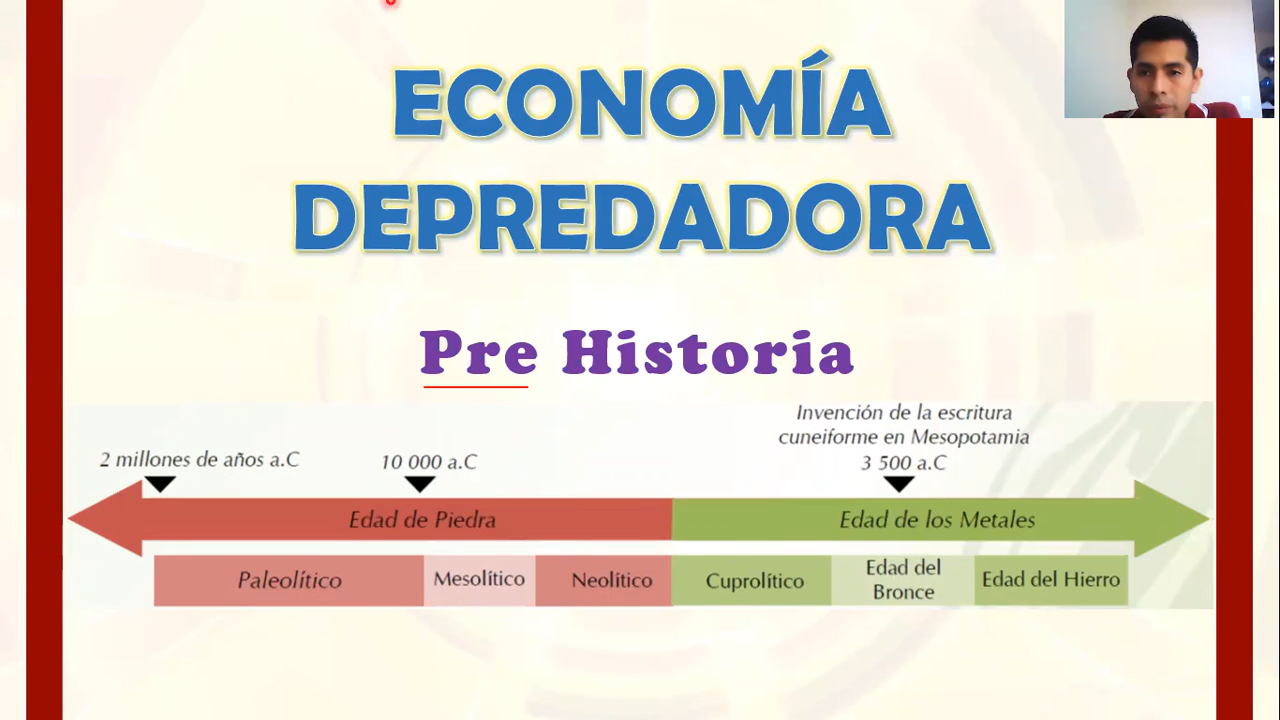 ECONOMÍA
DEPREDADORA
Pre Historia
Invención de la escritura
cuneiforme en Mesopotamia
2 millones de años a.C
10 000 a.C
3 500 a.C
Edad de Piedra
Edad de los Metales
Paleolítico
Mesolítico
Neolítico
Cuprolítico
Edad del
Bronce
Edad del Hierro